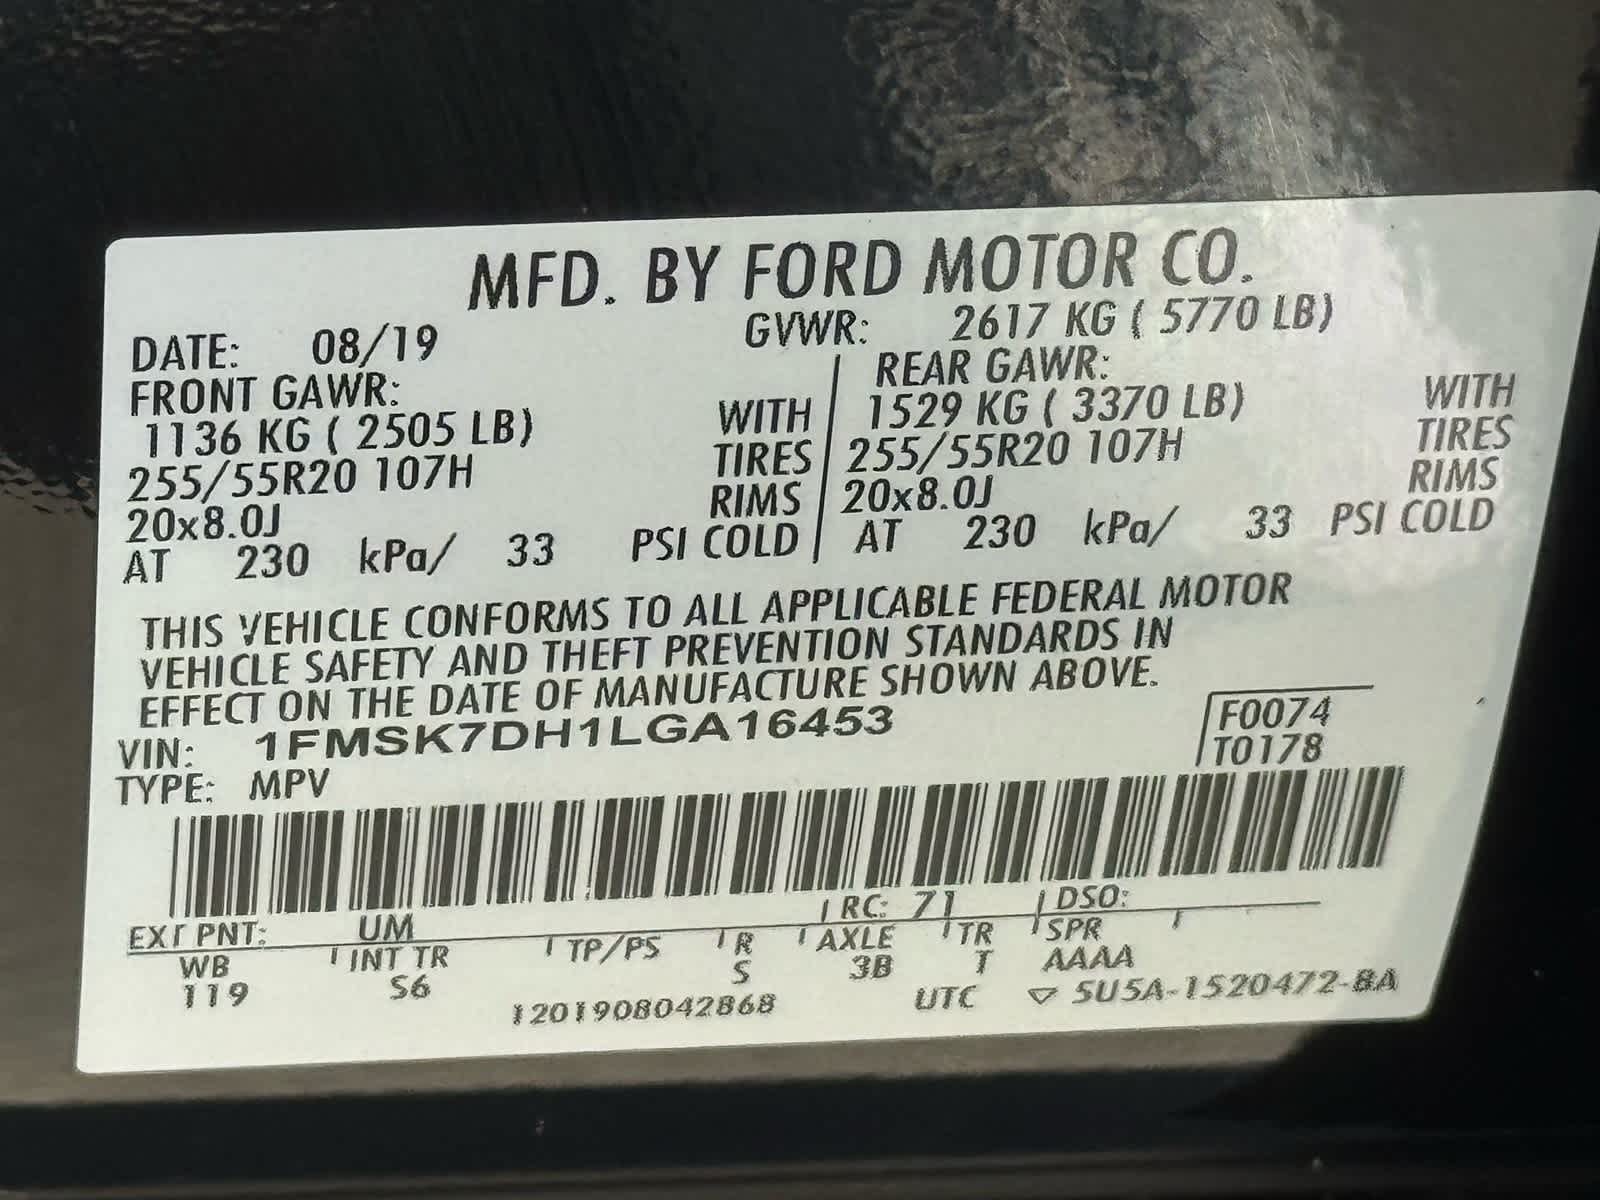 MFD. BY FORD MOTOR CO.
DATE: 08/19 GVWR: 2617 KG ( 5770 LB)
FRONT GAWR: REAR GAWR:
1136 KG ( 2505 LB) WITH 1529 KG ( 3370 LB) WITH
255/55R20 107H TIRES 255/55R20 107H TIRES
20x8.0J RIMS 20x8.0J RIMS
AT 230 kPa/ 33 PSI COLD AT 230 kPa/ 33 PSI COLD
THIS VEHICLE CONFORMS TO ALL APPLICABLE FEDERAL MOTOR
VEHICLE SAFETY AND THEFT PREVENTION STANDARDS IN
EFFECT ON THE DATE OF MANUFACTURE SHOWN ABOVE.
VIN: 1FMSK7DH1LGA16453 F0074
TYPE: MPV T0178
EXT PNT: UM RC: 71 DSO:
WB INT TR TP/PS R AXLE TR SPR
119 S6 S 3B T AAAA
1201908042868 UTC ▽ 5U5A-1520472-BA